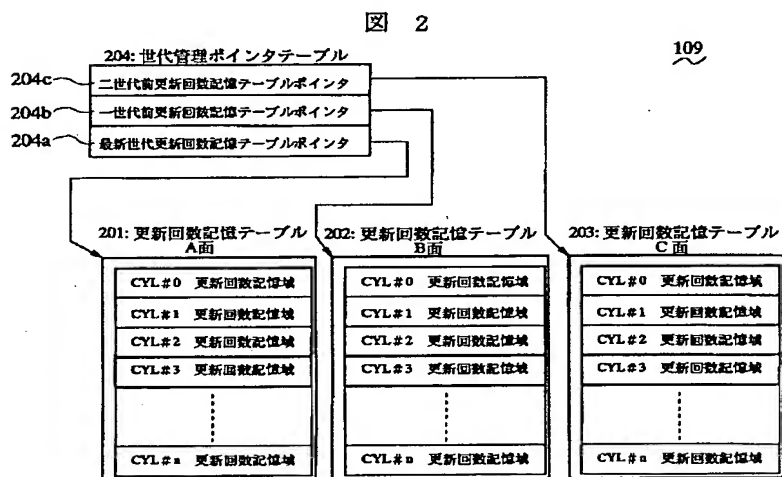 図 2
109
204: 世代管理ポインタテーブル
204c
二世代前更新回数記憶テーブルポインタ
204b
一世代前更新回数記憶テーブルポインタ
204a
最新世代更新回数記憶テーブルポインタ
201: 更新回数記憶テーブル
A面
CYL#0 更新回数記憶域
CYL#1 更新回数記憶域
CYL#2 更新回数記憶域
CYL#3 更新回数記憶域
CYL#n 更新回数記憶域
202: 更新回数記憶テーブル
B面
CYL#0 更新回数記憶域
CYL#1 更新回数記憶域
CYL#2 更新回数記憶域
CYL#3 更新回数記憶域
CYL#n 更新回数記憶域
203: 更新回数記憶テーブル
C面
CYL#0 更新回数記憶域
CYL#1 更新回数記憶域
CYL#2 更新回数記憶域
CYL#3 更新回数記憶域
CYL#n 更新回数記憶域